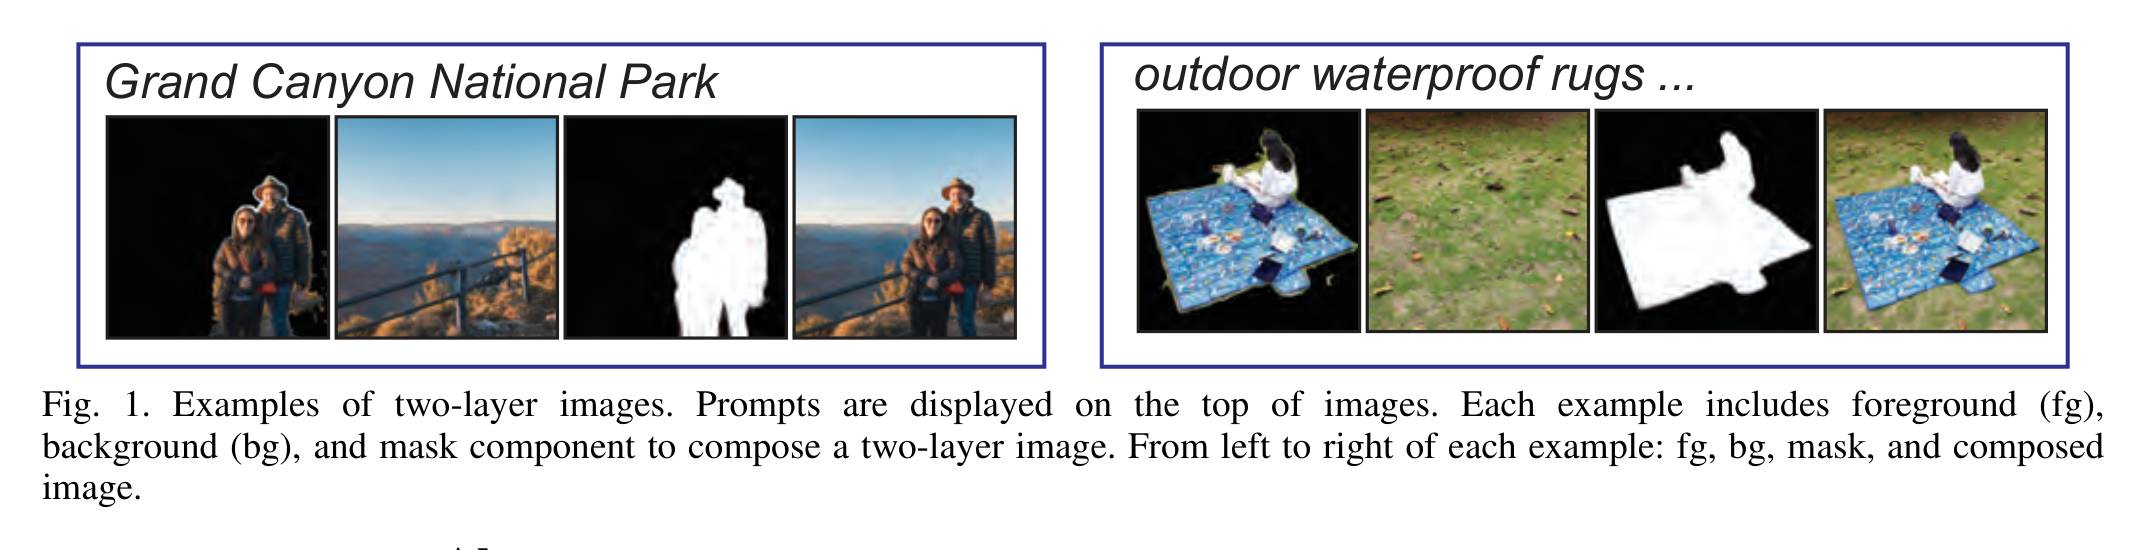 Grand Canyon National Park
outdoor waterproof rugs ...
Fig. 1. Examples of two-layer images. Prompts are displayed on the top of images. Each example includes foreground (fg),
background (bg), and mask component to compose a two-layer image. From left to right of each example: fg, bg, mask, and composed
image.